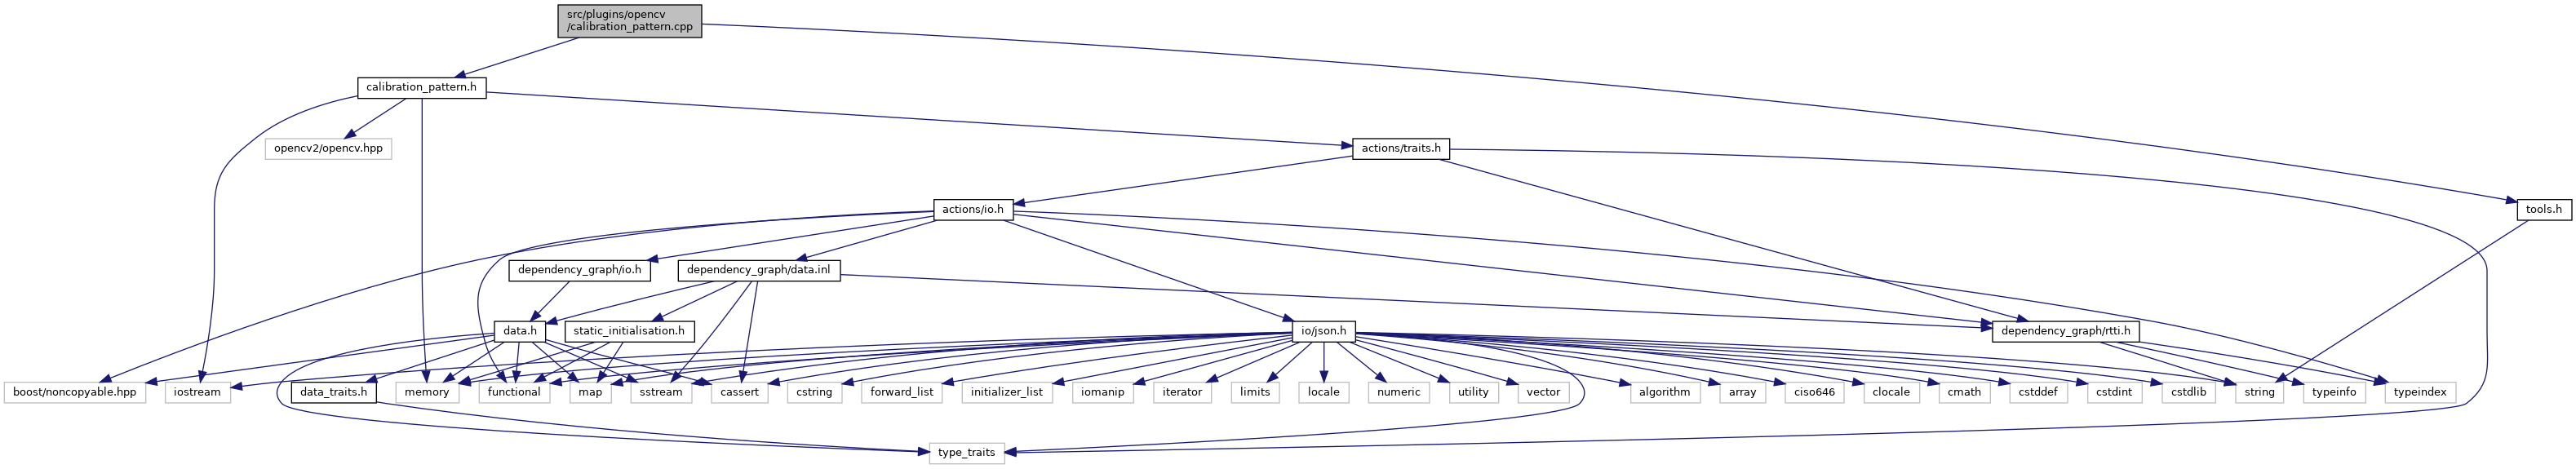 src/plugins/opencv
/calibration_pattern.cpp
calibration_pattern.h
opencv2/opencv.hpp
actions/traits.h
actions/io.h
tools.h
dependency_graph/io.h
dependency_graph/data.inl
data.h
static_initialisation.h
io/json.h
dependency_graph/rtti.h
boost/noncopyable.hpp
iostream
data_traits.h
memory
functional
map
sstream
cassert
cstring
forward_list
initializer_list
iomanip
iterator
limits
locale
numeric
utility
vector
algorithm
array
ciso646
clocale
cmath
cstddef
cstdint
cstdlib
string
typeinfo
typeindex
type_traits